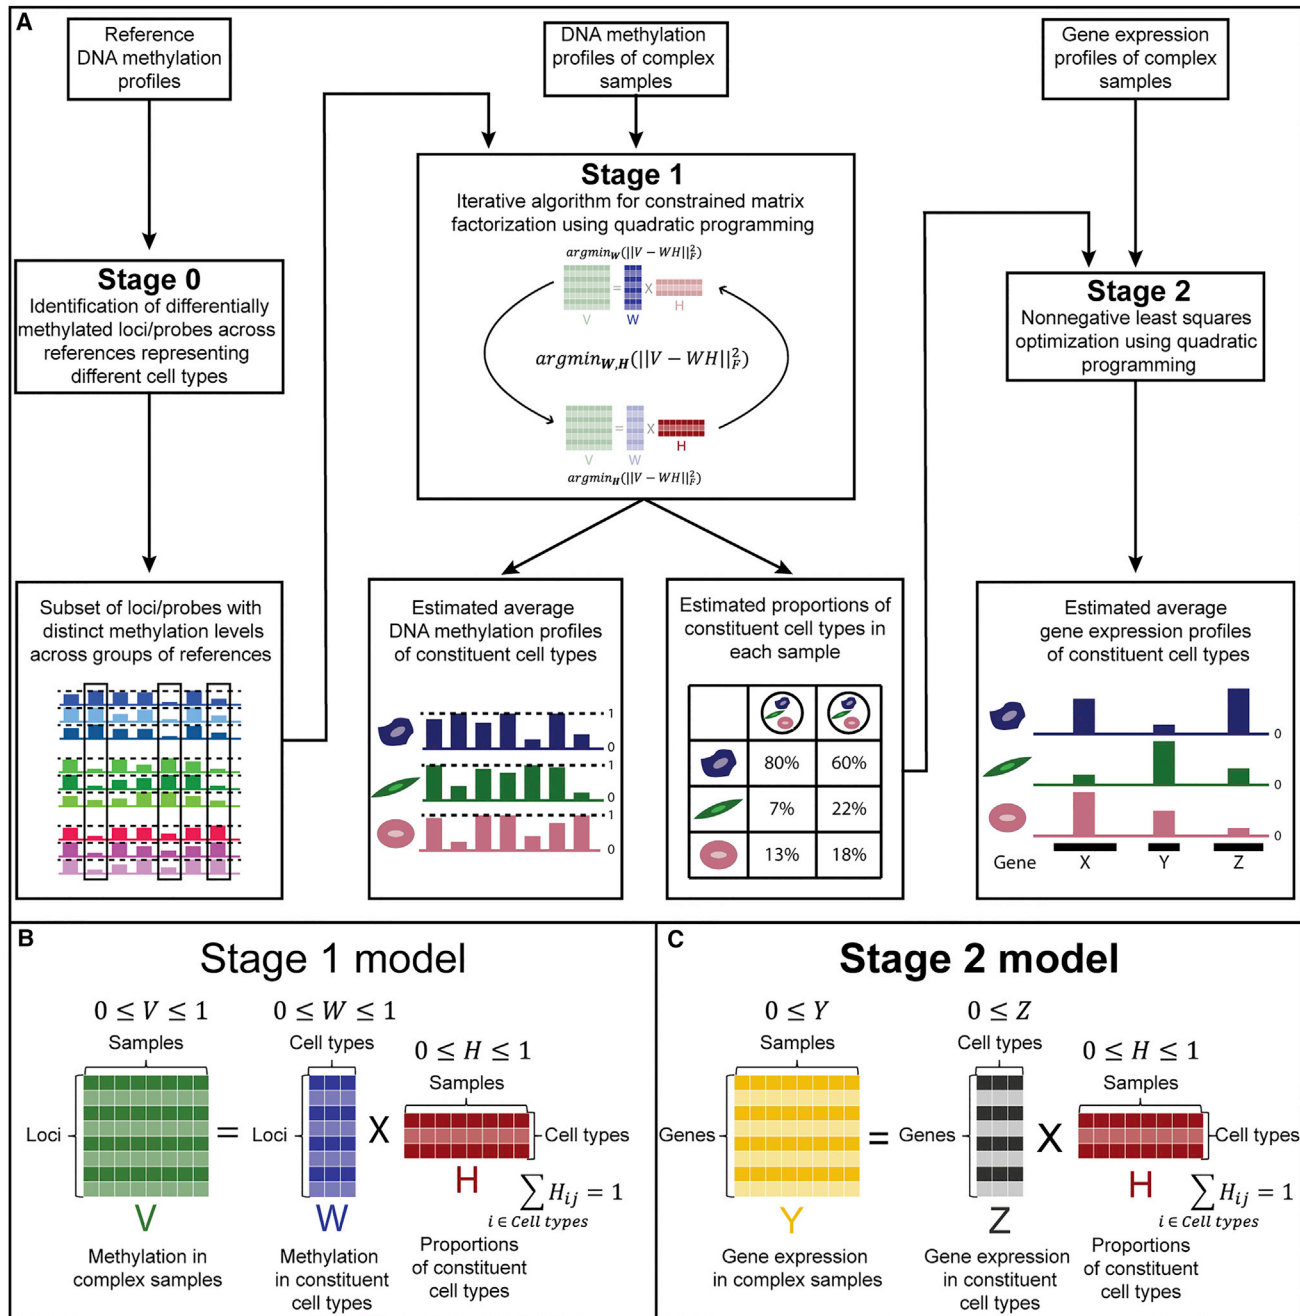 A
Reference
DNA methylation
profiles
DNA methylation
profiles of complex
samples
Gene expression
profiles of complex
samples
Stage 1
Iterative algorithm for constrained matrix
factorization using quadratic programming
argmin_W(||V − WH||²_F)
V = W X H
argmin_W,H(||V − WH||²_F)
V = W X H
argmin_H(||V − WH||²_F)
Stage 0
Identification of differentially
methylated loci/probes across
references representing
different cell types
Stage 2
Nonnegative least squares
optimization using quadratic
programming
Subset of loci/probes with
distinct methylation levels
across groups of references
Estimated average
DNA methylation profiles
of constituent cell types
1
0
1
0
1
0
Estimated proportions of
constituent cell types in
each sample
80% 60%
7% 22%
13% 18%
Estimated average
gene expression profiles
of constituent cell types
0
0
0
Gene X Y Z
B
Stage 1 model
0 ≤ V ≤ 1
Samples
Loci
V
Methylation in
complex samples
=
0 ≤ W ≤ 1
Cell types
Loci
W
Methylation
in constituent
cell types
X
0 ≤ H ≤ 1
Samples
Cell types
H
∑ H_ij = 1
i ∈ Cell types
Proportions
of constituent
cell types
C
Stage 2 model
0 ≤ Y
Samples
Genes
Y
Gene expression
in complex samples
=
0 ≤ Z
Cell types
Genes
Z
Gene expression
in constituent
cell types
X
0 ≤ H ≤ 1
Samples
Cell types
H
∑ H_ij = 1
i ∈ Cell types
Proportions
of constituent
cell types